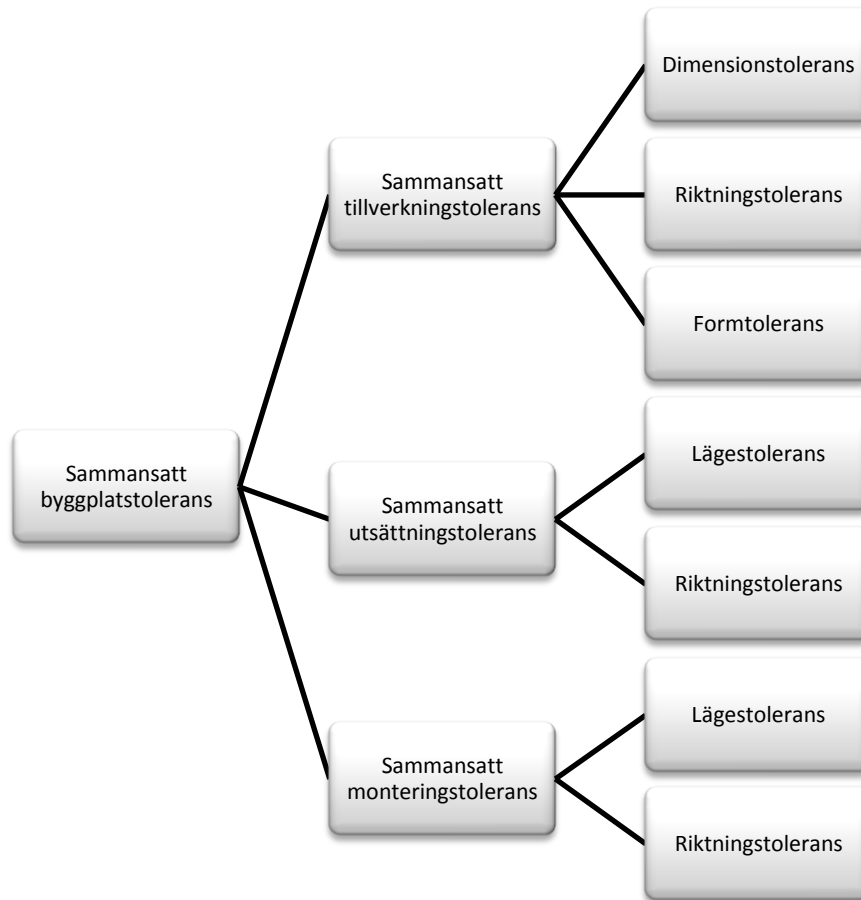 Dimensionstolerans
Sammansatt
tillverkningstolerans
Riktningstolerans
Formtolerans
Sammansatt
byggplatstolerans
Lägestolerans
Sammansatt
utsättningstolerans
Riktningstolerans
Lägestolerans
Sammansatt
monteringstolerans
Riktningstolerans